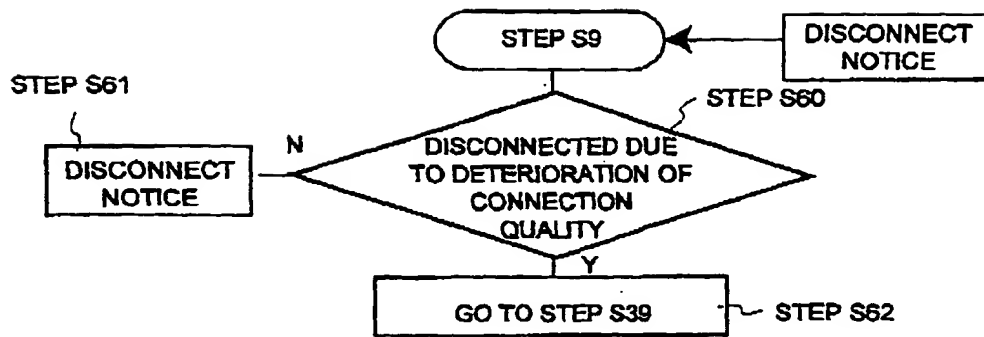 STEP S9
DISCONNECT
NOTICE
STEP S61
STEP S60
N
DISCONNECT
NOTICE
DISCONNECTED DUE
TO DETERIORATION OF
CONNECTION
QUALITY
Y
GO TO STEP S39
STEP S62